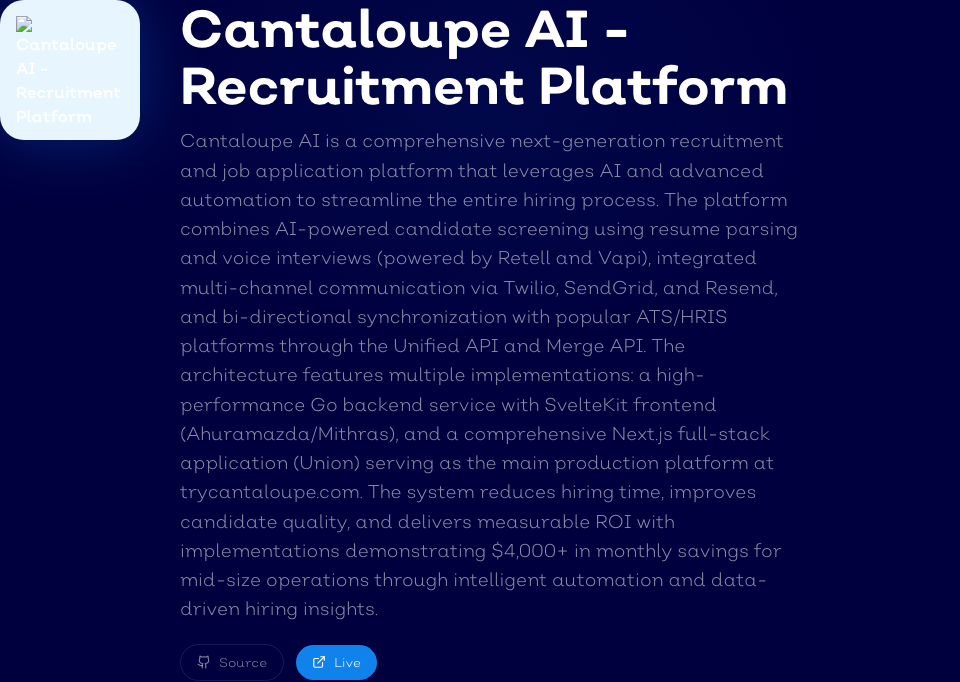 Cantaloupe
AI -
Recruitment
Platform
Cantaloupe AI -
Recruitment Platform
Cantaloupe AI is a comprehensive next-generation recruitment
and job application platform that leverages AI and advanced
automation to streamline the entire hiring process. The platform
combines AI-powered candidate screening using resume parsing
and voice interviews (powered by Retell and Vapi), integrated
multi-channel communication via Twilio, SendGrid, and Resend,
and bi-directional synchronization with popular ATS/HRIS
platforms through the Unified API and Merge API. The
architecture features multiple implementations: a high-
performance Go backend service with SvelteKit frontend
(Ahuramazda/Mithras), and a comprehensive Next.js full-stack
application (Union) serving as the main production platform at
trycantaloupe.com. The system reduces hiring time, improves
candidate quality, and delivers measurable ROI with
implementations demonstrating $4,000+ in monthly savings for
mid-size operations through intelligent automation and data-
driven hiring insights.
Source
Live